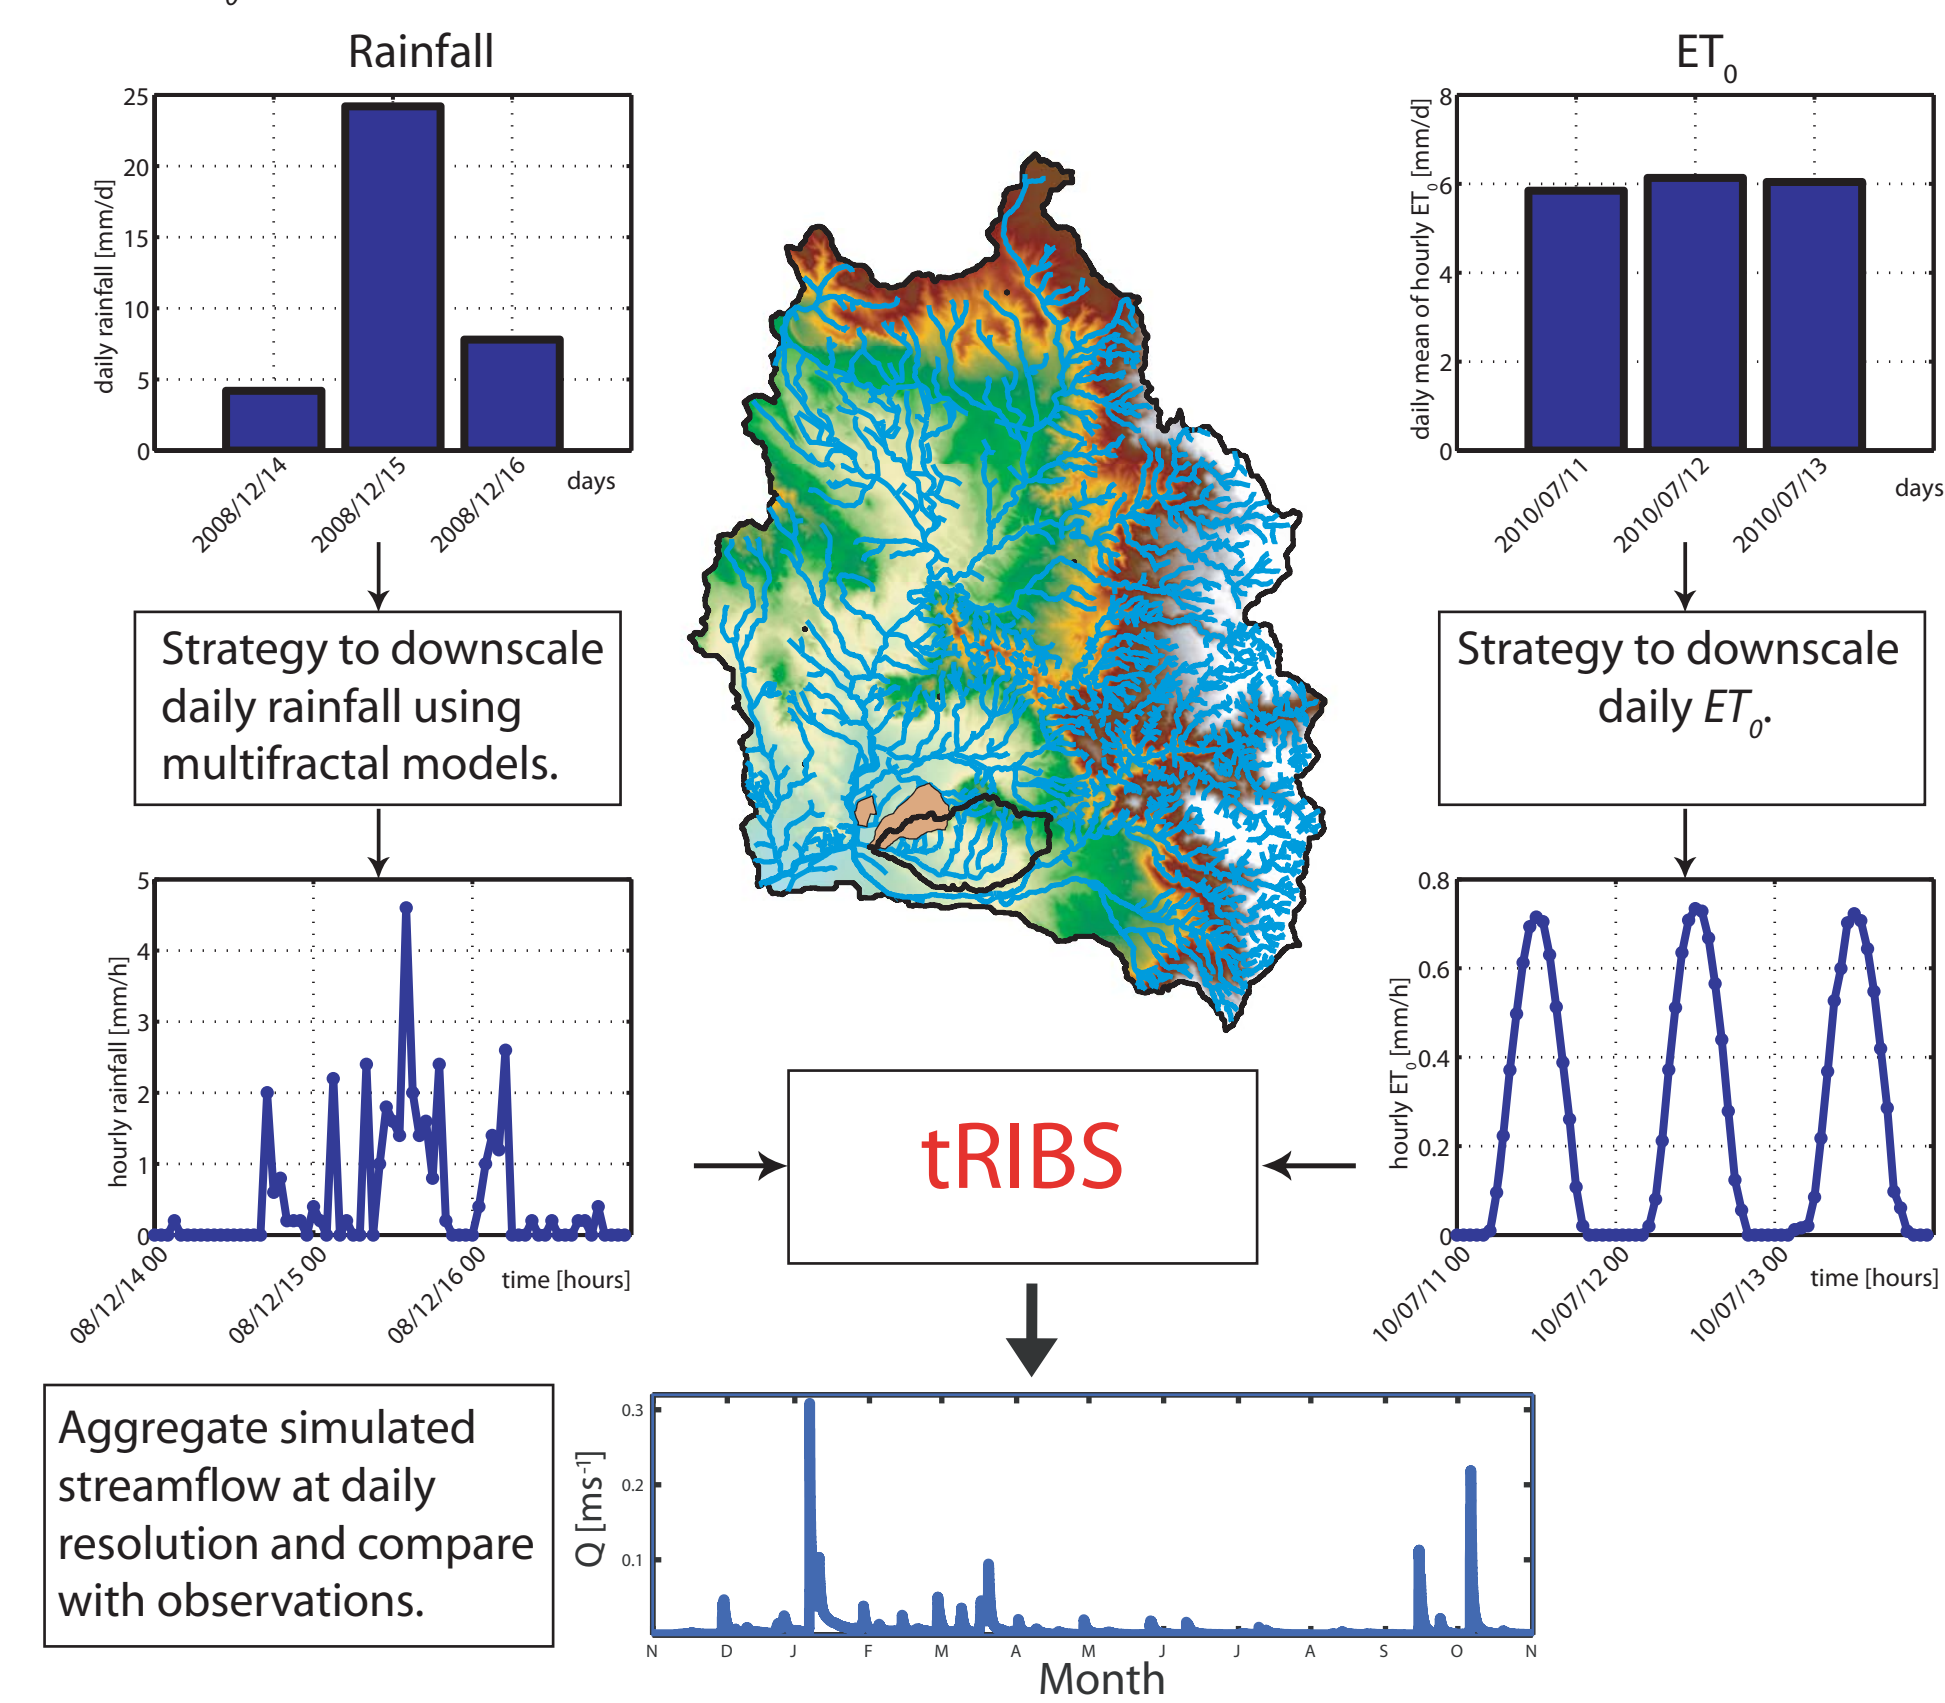 0
Rainfall
daily rainfall [mm/d]
25
20
15
10
5
0
2008/12/14
2008/12/15
2008/12/16
days
ET0
daily mean of hourly ET0 [mm/d]
8
6
4
2
0
2010/07/11
2010/07/12
2010/07/13
days
Strategy to downscale
daily rainfall using
multifractal models.
Strategy to downscale
daily ET0.
hourly rainfall [mm/h]
5
4
3
2
1
0
08/12/14 00
08/12/15 00
08/12/16 00
time [hours]
tRIBS
hourly ET0 [mm/h]
0.8
0.6
0.4
0.2
0
10/07/11 00
10/07/12 00
10/07/13 00
time [hours]
Aggregate simulated
streamflow at daily
resolution and compare
with observations.
Q [ms-1]
0.3
0.2
0.1
N D J F M A M J J A S O N
Month